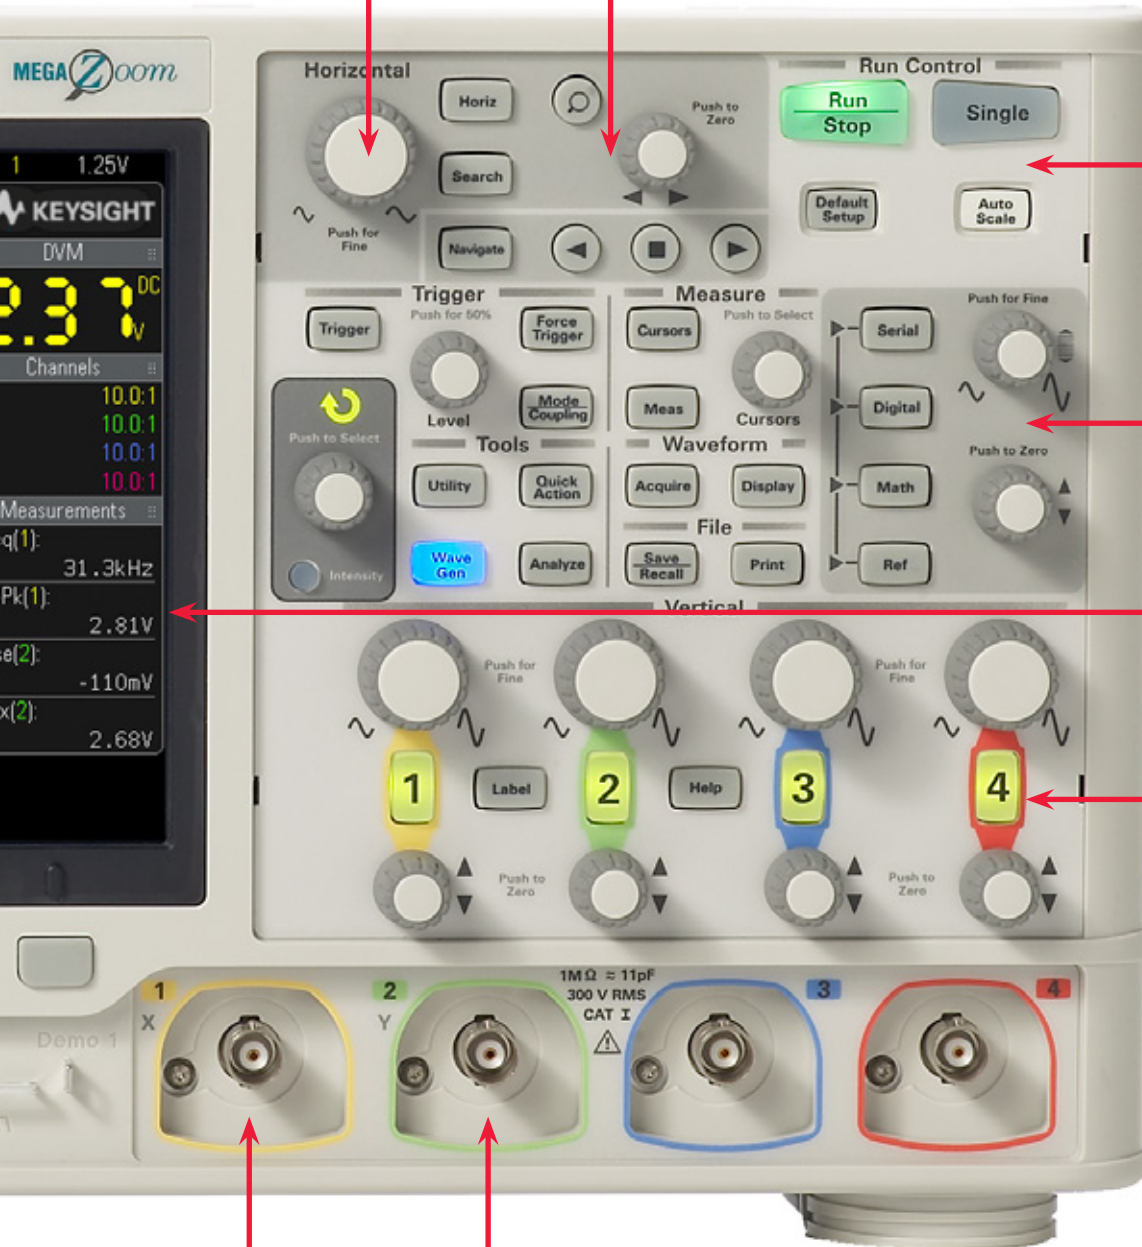 MEGA Zoom
1 1.25V
KEYSIGHT
DVM
2.37 DC
V
Channels
10.0:1
10.0:1
10.0:1
10.0:1
Measurements
q(1):
31.3kHz
Pk(1):
2.81V
se(2):
-110mV
x(2):
2.68V
Horizontal
Horiz
Search
Push for
Fine
Navigate
Push to
Zero
Run Control
Run
Stop
Single
Default
Setup
Auto
Scale
Trigger
Push for 50%
Trigger
Force
Trigger
Level
Mode
Coupling
Measure
Push to Select
Cursors
Meas
Cursors
Push to Select
Intensity
Tools
Utility
Quick
Action
Wave
Gen
Analyze
Waveform
Acquire
Display
File
Save
Recall
Print
Push for Fine
Serial
Digital
Push to Zero
Math
Ref
Vertical
Push for
Fine
Push for
Fine
1
Label
2
Help
3
4
Push to
Zero
Push to
Zero
1
X
2
Y
1MΩ ≈ 11pF
300 V RMS
CAT I
3
4
Demo 1